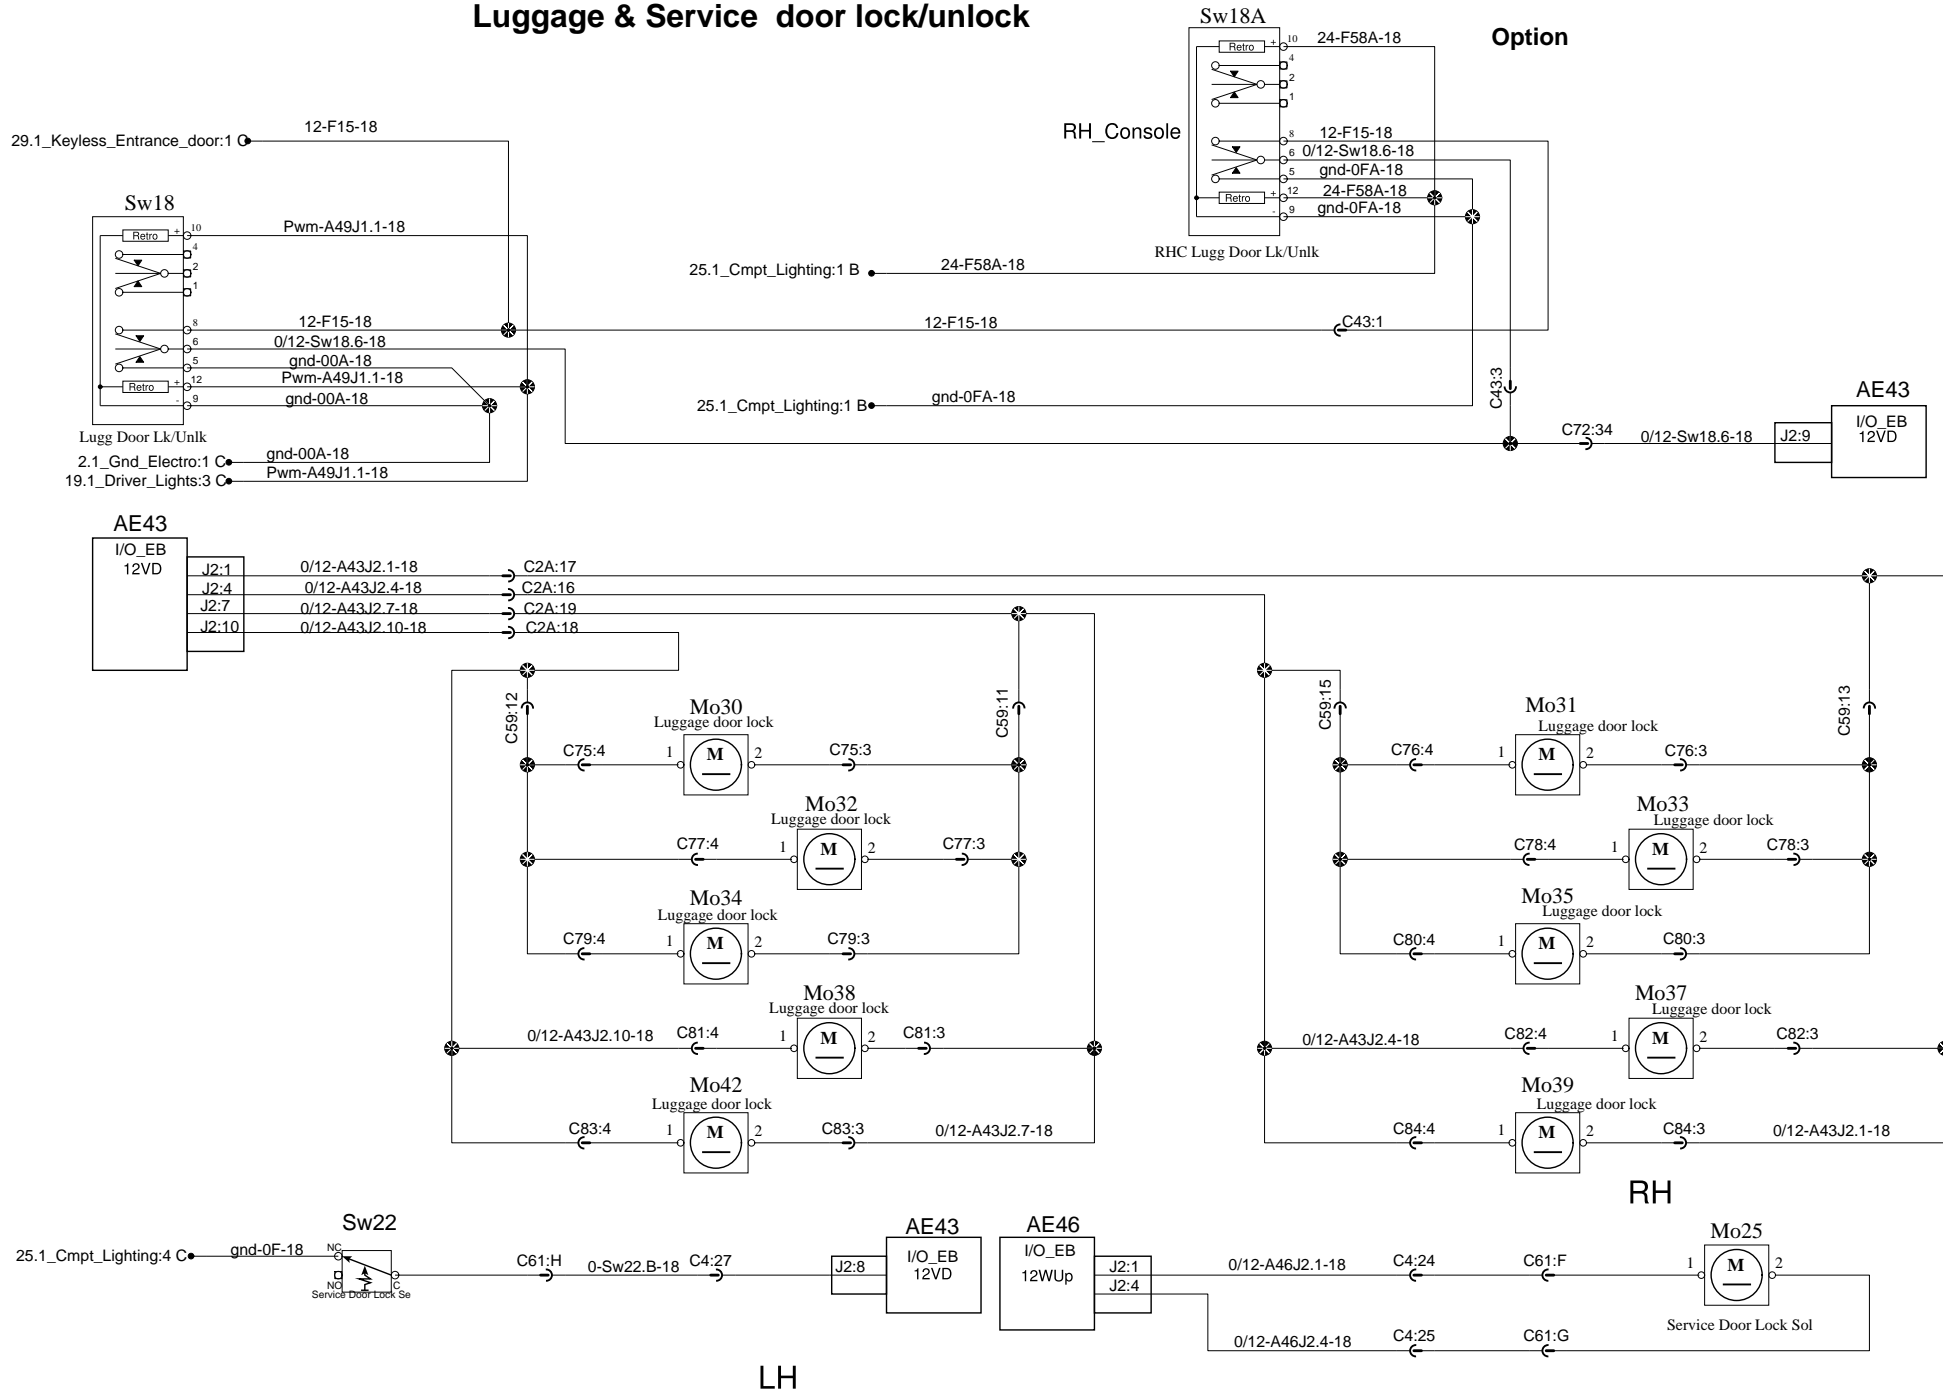 Luggage & Service door lock/unlock
Option
Sw18A
Retro
+
10
24-F58A-18
4
2
1
RH_Console
8
12-F15-18
6
0/12-Sw18.6-18
5
gnd-0FA-18
Retro
+
12
24-F58A-18
-
9
gnd-0FA-18
RHC Lugg Door Lk/Unlk
29.1_Keyless_Entrance_door:1 C
12-F15-18
Sw18
Retro
+
10
Pwm-A49J1.1-18
4
2
1
8
12-F15-18
6
0/12-Sw18.6-18
5
gnd-00A-18
Retro
+
12
Pwm-A49J1.1-18
-
9
gnd-00A-18
Lugg Door Lk/Unlk
2.1_Gnd_Electro:1 C
gnd-00A-18
19.1_Driver_Lights:3 C
Pwm-A49J1.1-18
25.1_Cmpt_Lighting:1 B
24-F58A-18
12-F15-18
C43:1
25.1_Cmpt_Lighting:1 B
gnd-0FA-18
C43:3
C72:34
0/12-Sw18.6-18
J2:9
AE43
I/O_EB
12VD
AE43
I/O_EB
12VD
J2:1
0/12-A43J2.1-18
C2A:17
J2:4
0/12-A43J2.4-18
C2A:16
J2:7
0/12-A43J2.7-18
C2A:19
J2:10
0/12-A43J2.10-18
C2A:18
C59:12
C59:11
C59:15
C59:13
Mo30
Luggage door lock
C75:4
1
M
2
C75:3
Mo31
Luggage door lock
C76:4
1
M
2
C76:3
Mo32
Luggage door lock
C77:4
1
M
2
C77:3
Mo33
Luggage door lock
C78:4
1
M
2
C78:3
Mo34
Luggage door lock
C79:4
1
M
2
C79:3
Mo35
Luggage door lock
C80:4
1
M
2
C80:3
Mo38
Luggage door lock
0/12-A43J2.10-18
C81:4
1
M
2
C81:3
Mo37
Luggage door lock
0/12-A43J2.4-18
C82:4
1
M
2
C82:3
Mo42
Luggage door lock
C83:4
1
M
2
C83:3
0/12-A43J2.7-18
Mo39
Luggage door lock
C84:4
1
M
2
C84:3
0/12-A43J2.1-18
RH
25.1_Cmpt_Lighting:4 C
gnd-0F-18
Sw22
NC
NO
C
Service Door Lock Se
C61:H
0-Sw22.B-18
C4:27
J2:8
AE43
I/O_EB
12VD
AE46
I/O_EB
12WUp
J2:1
J2:4
0/12-A46J2.1-18
C4:24
C61:F
Mo25
1
M
2
Service Door Lock Sol
0/12-A46J2.4-18
C4:25
C61:G
LH